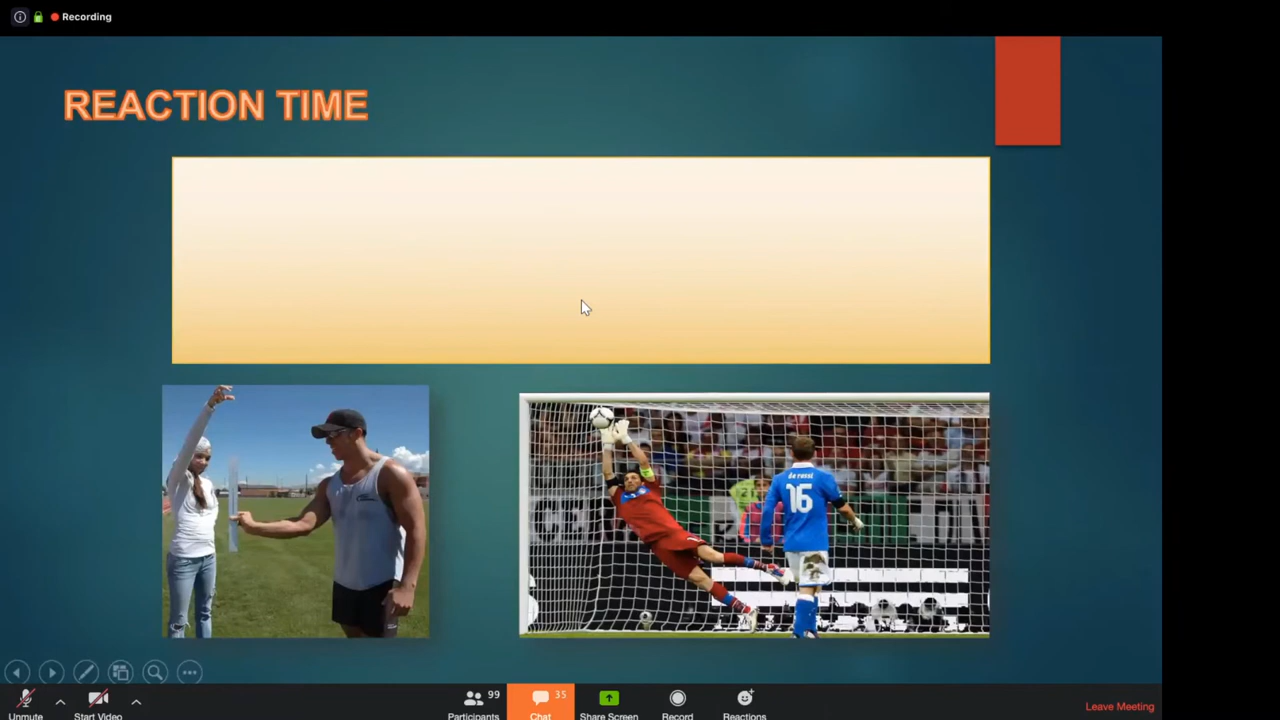 Recording
REACTION TIME
de rossi
16
Participants
99
Chat
35
Unmute
Start Video
Share Screen
Record
Reactions
Leave Meeting